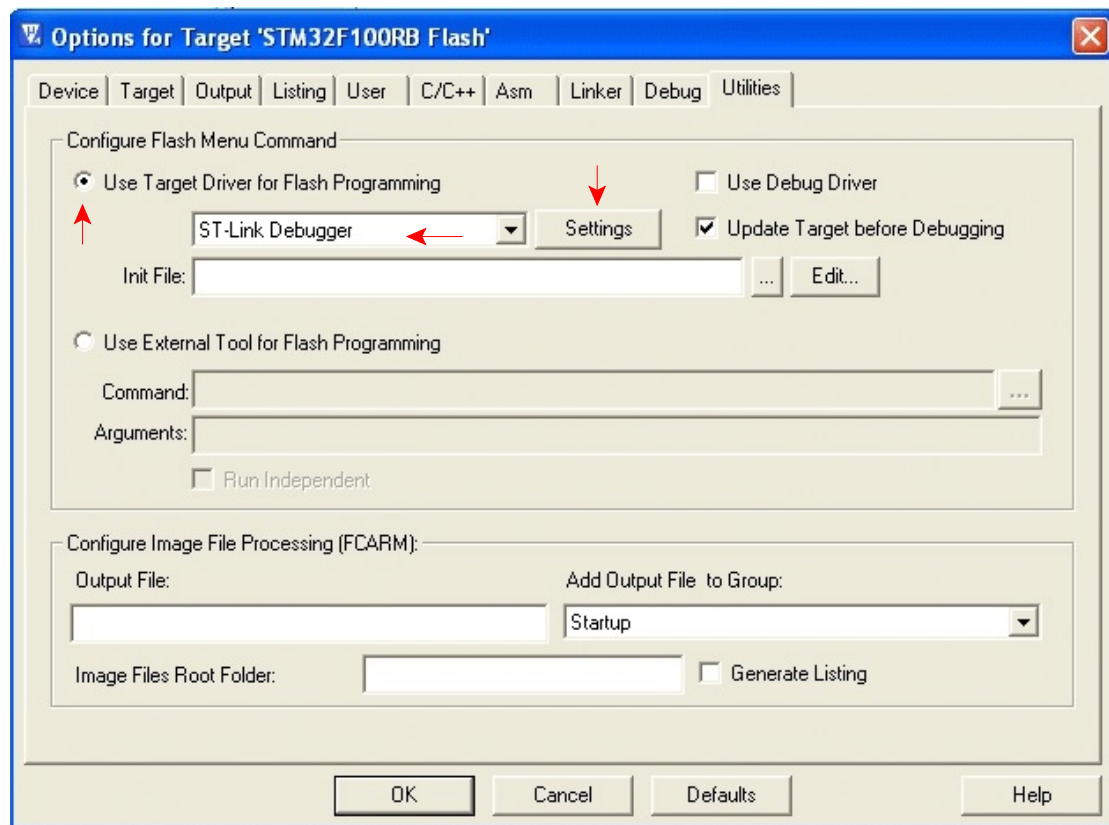 Options for Target 'STM32F100RB Flash'
Device Target Output Listing User C/C++ Asm Linker Debug Utilities
Configure Flash Menu Command
Use Target Driver for Flash Programming
Use Debug Driver
ST-Link Debugger
Settings
Update Target before Debugging
Init File:
...
Edit...
Use External Tool for Flash Programming
Command:
...
Arguments:
Run Independent
Configure Image File Processing (FCARM):
Output File:
Add Output File to Group:
Startup
Image Files Root Folder:
Generate Listing
OK
Cancel
Defaults
Help